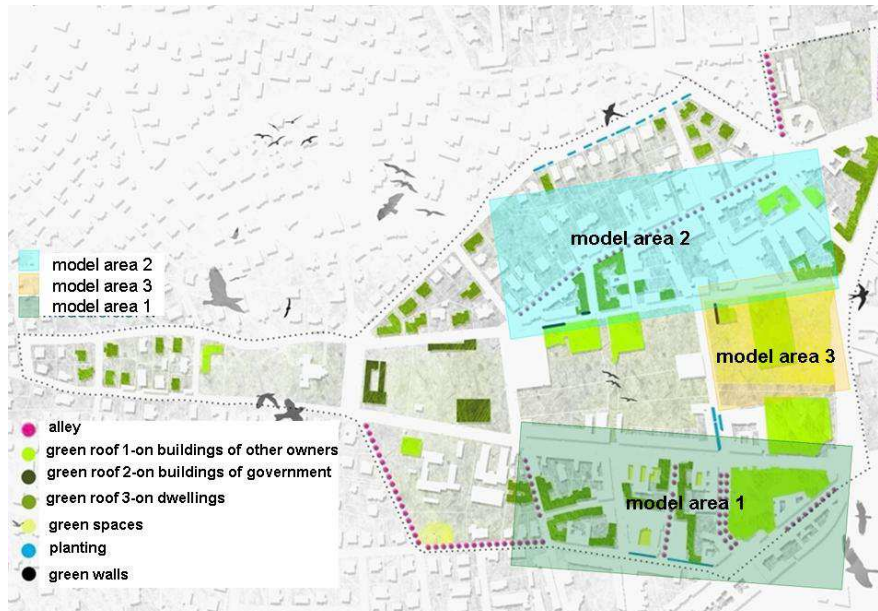 model area 2
model area 2
model area 3
model area 1
model area 3
model area 1
alley
green roof 1-on buildings of other owners
green roof 2-on buildings of government
green roof 3-on dwellings
green spaces
planting
green walls